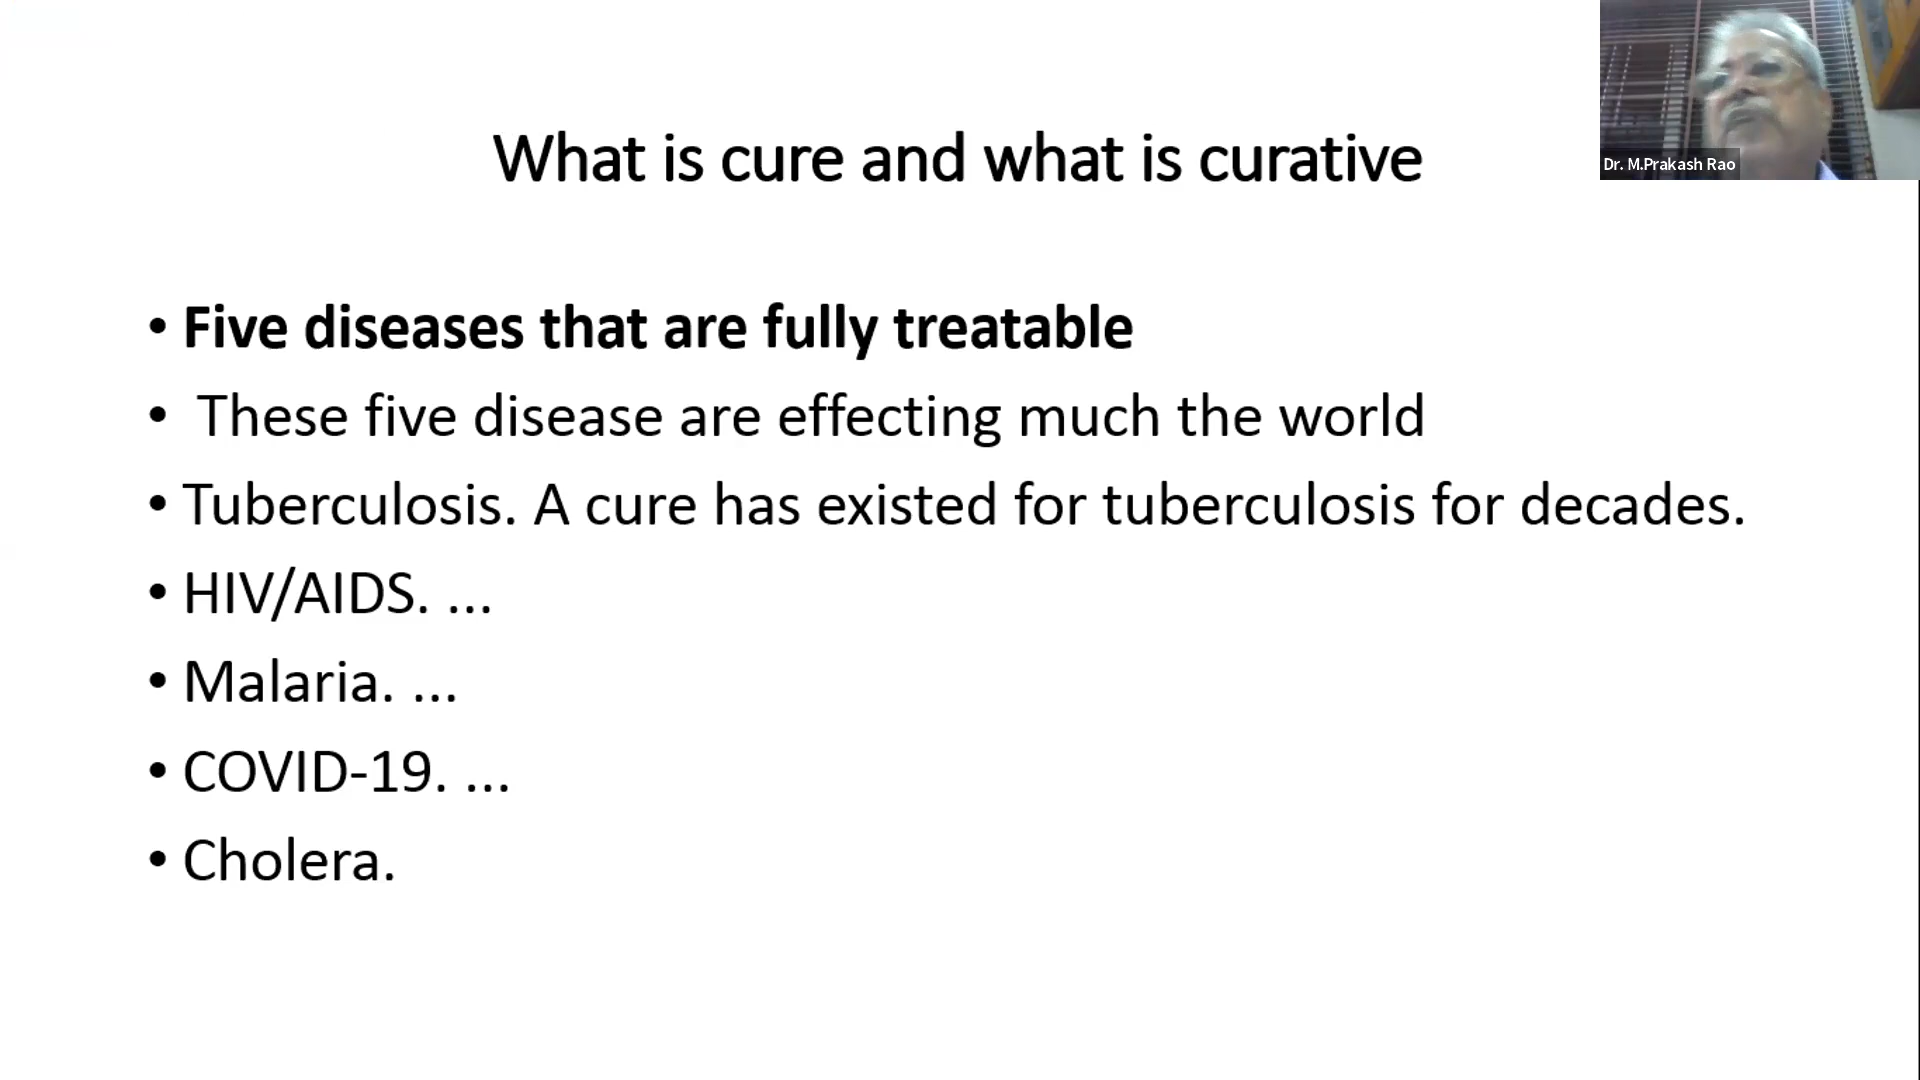 What is cure and what is curative
Dr. M.Prakash Rao
• Five diseases that are fully treatable
• These five disease are effecting much the world
• Tuberculosis. A cure has existed for tuberculosis for decades.
• HIV/AIDS. ...
• Malaria. ...
• COVID-19. ...
• Cholera.